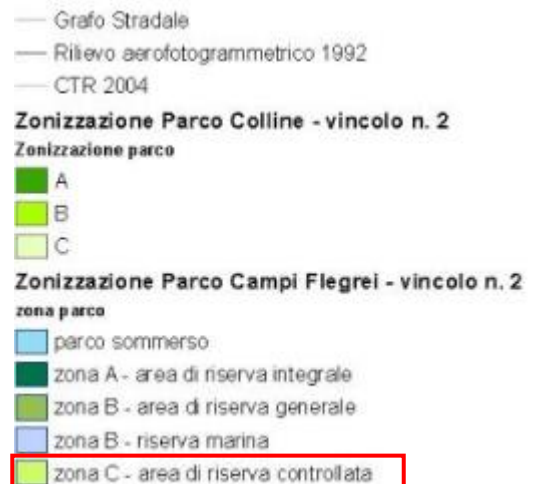 Grafo Stradale
Rilievo aerofotogrammetrico 1992
CTR 2004
Zonizzazione Parco Colline - vincolo n. 2
Zonizzazione parco
A
B
C
Zonizzazione Parco Campi Flegrei - vincolo n. 2
zona parco
parco sommerso
zona A - area di riserva integrale
zona B - area di riserva generale
zona B - riserva marina
zona C - area di riserva controllata